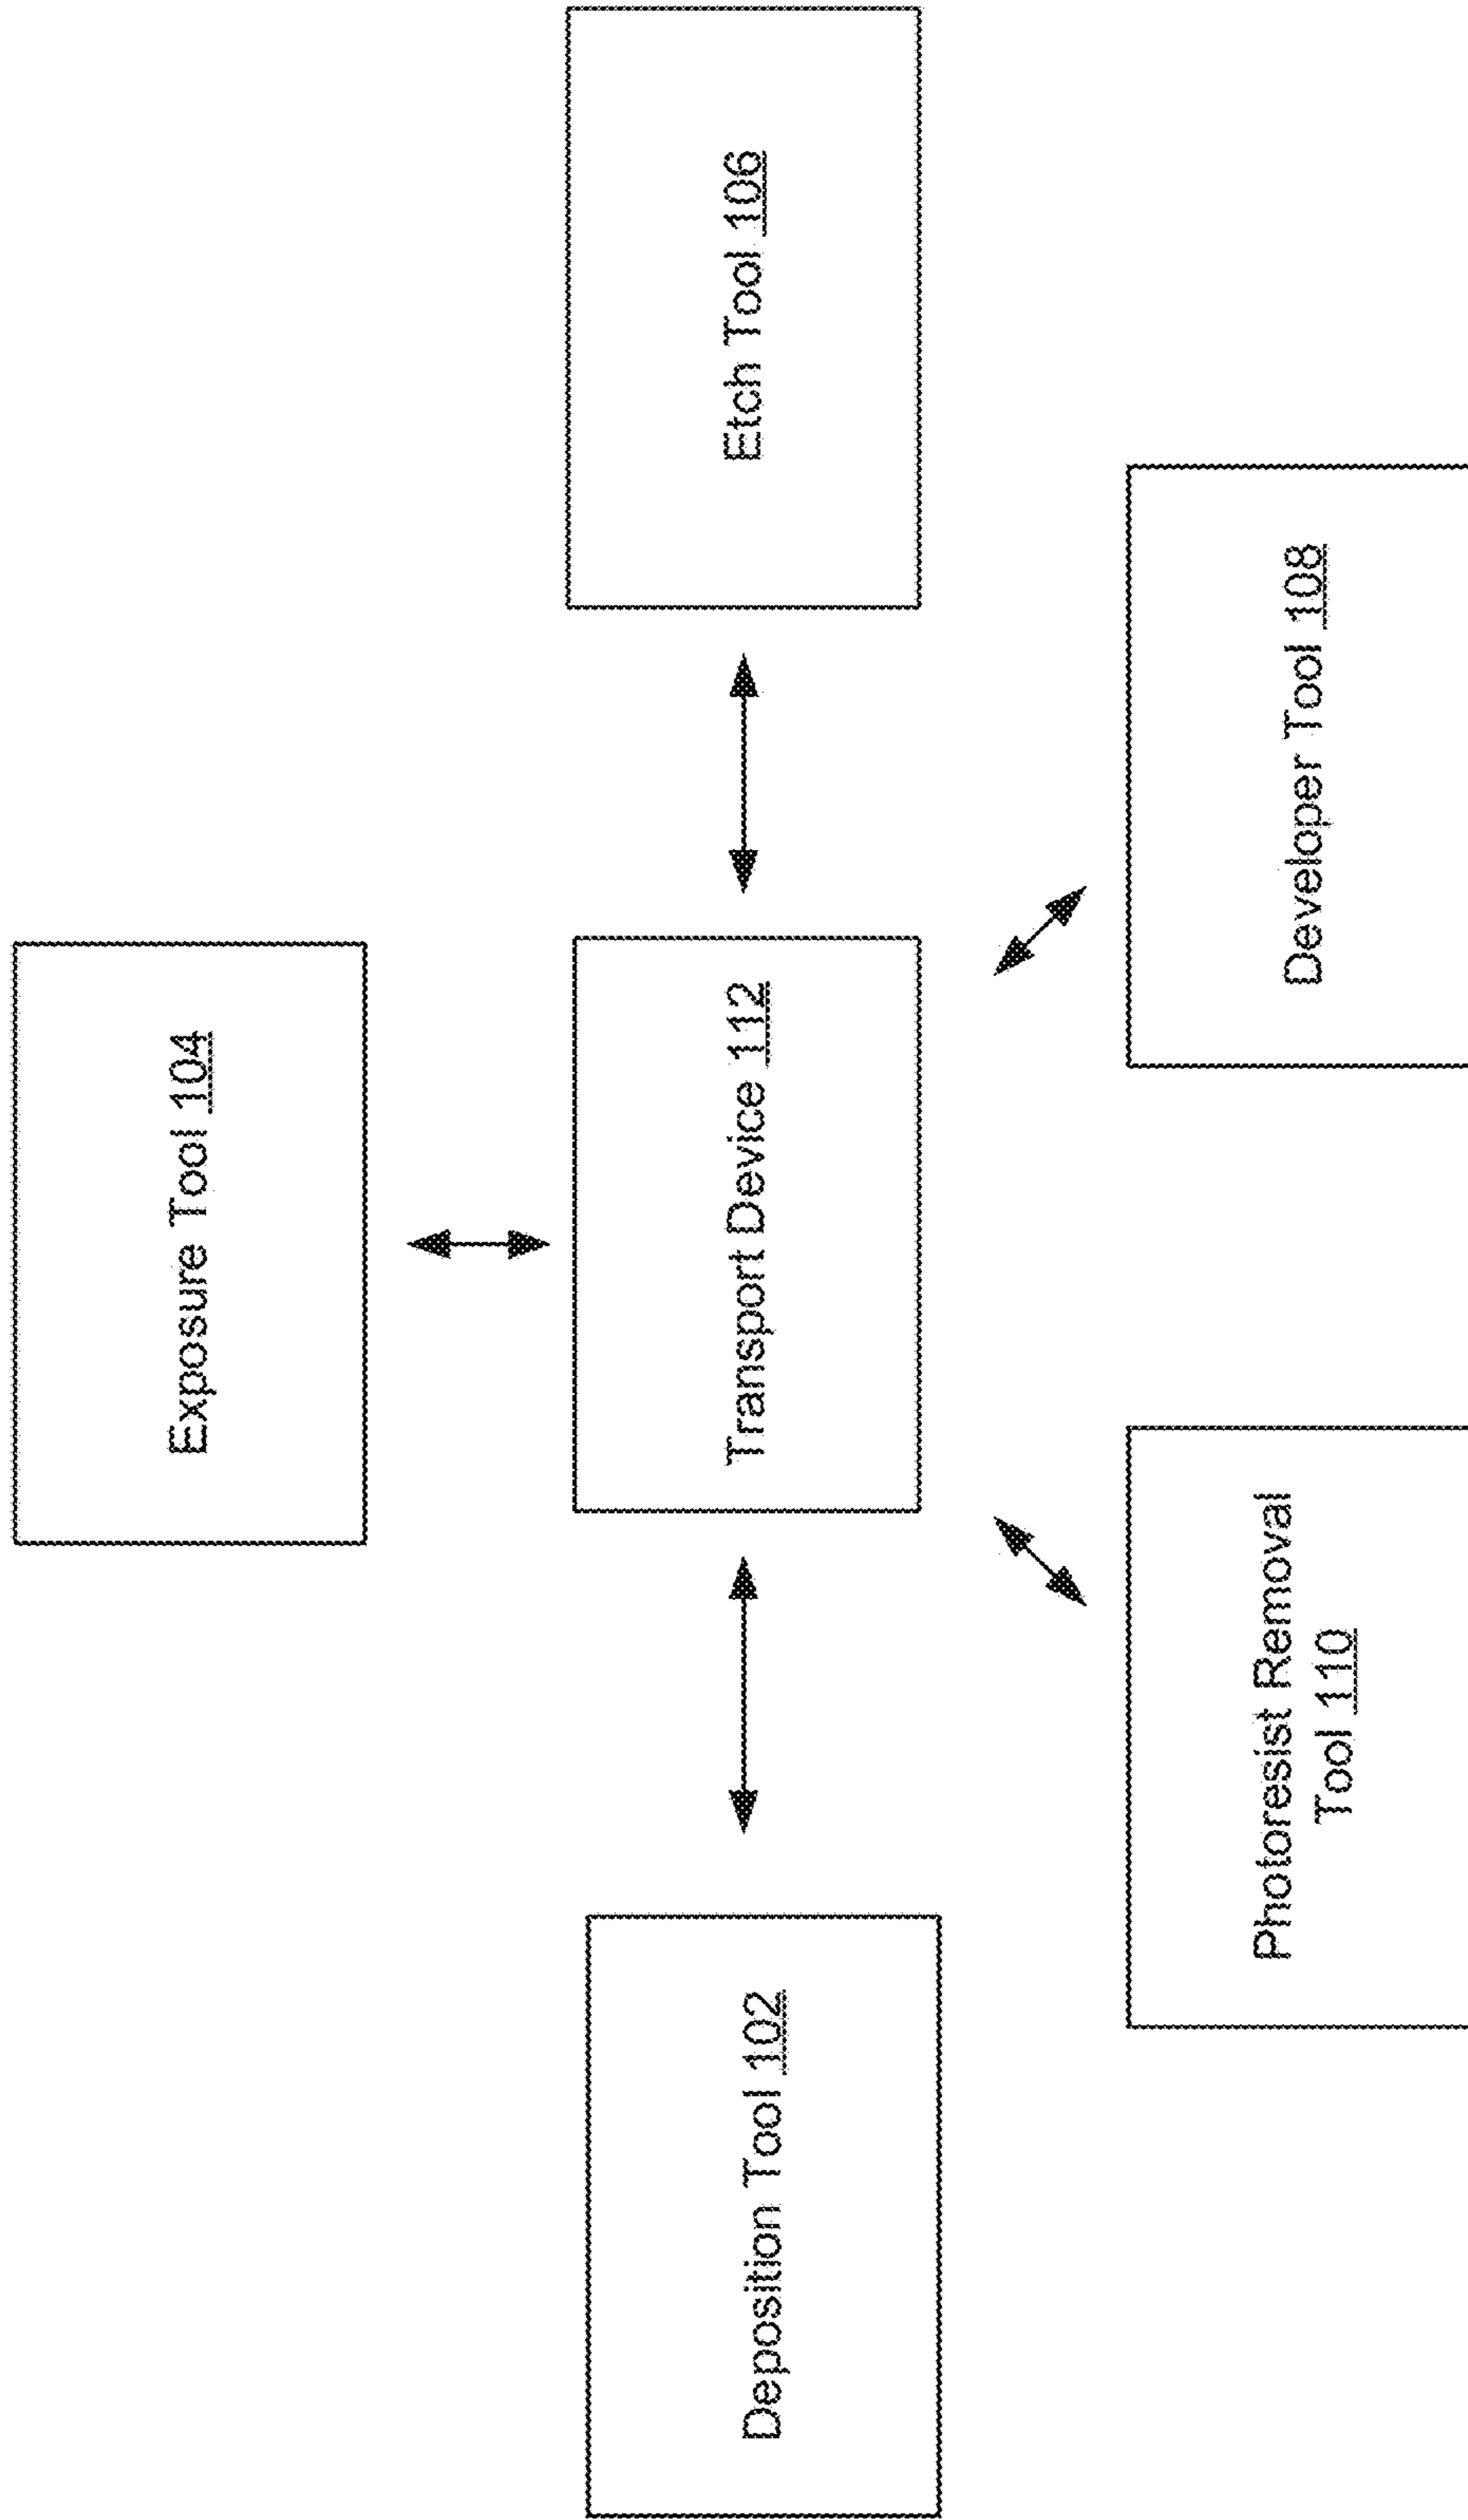 Exposure Tool 104
Deposition Tool 102
Transport Device 112
Etch Tool 106
Photoresist Removal
Tool 110
Developer Tool 108